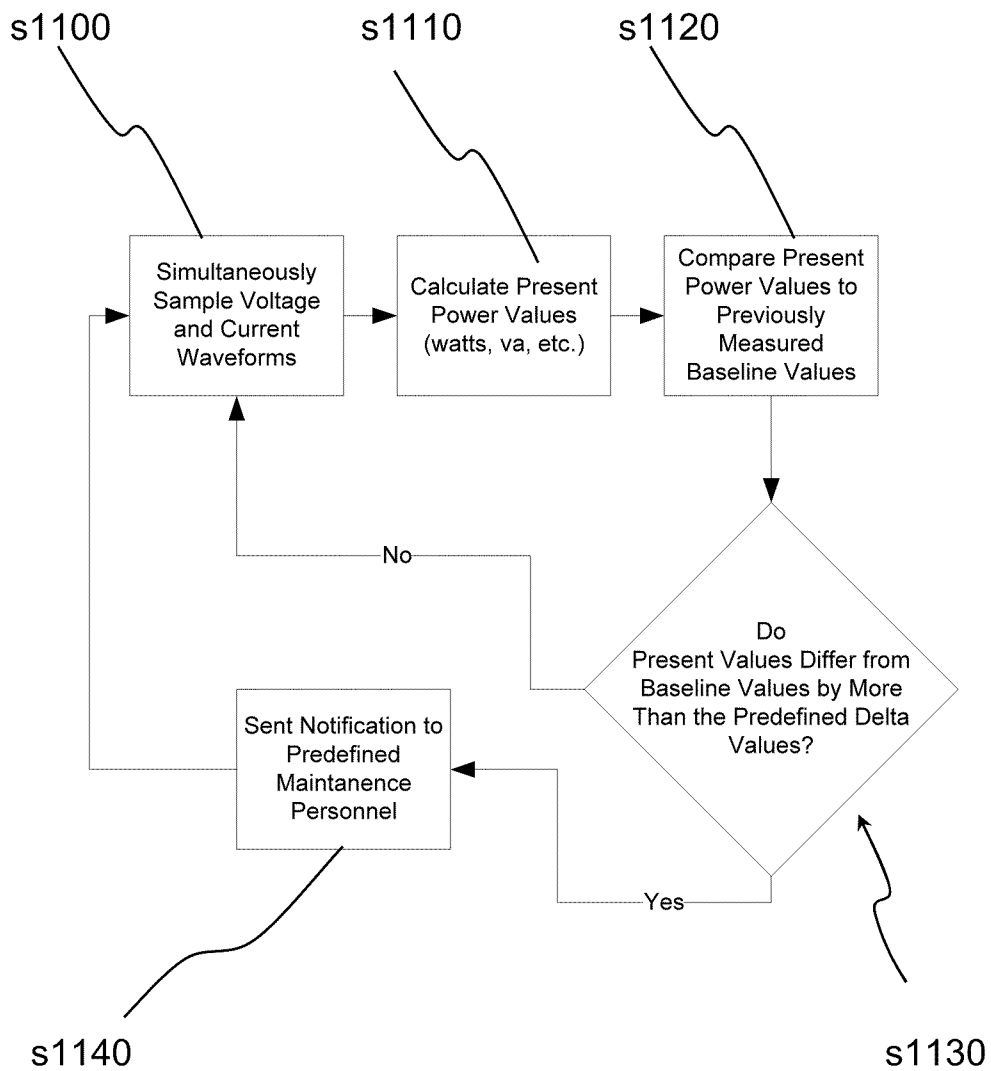 s1100
s1110
s1120
Simultaneously
Sample Voltage
and Current
Waveforms
Calculate Present
Power Values
(watts, va, etc.)
Compare Present
Power Values to
Previously
Measured
Baseline Values
No
Do
Present Values Differ from
Baseline Values by More
Than the Predefined Delta
Values?
Sent Notification to
Predefined
Maintanence
Personnel
Yes
s1140
s1130